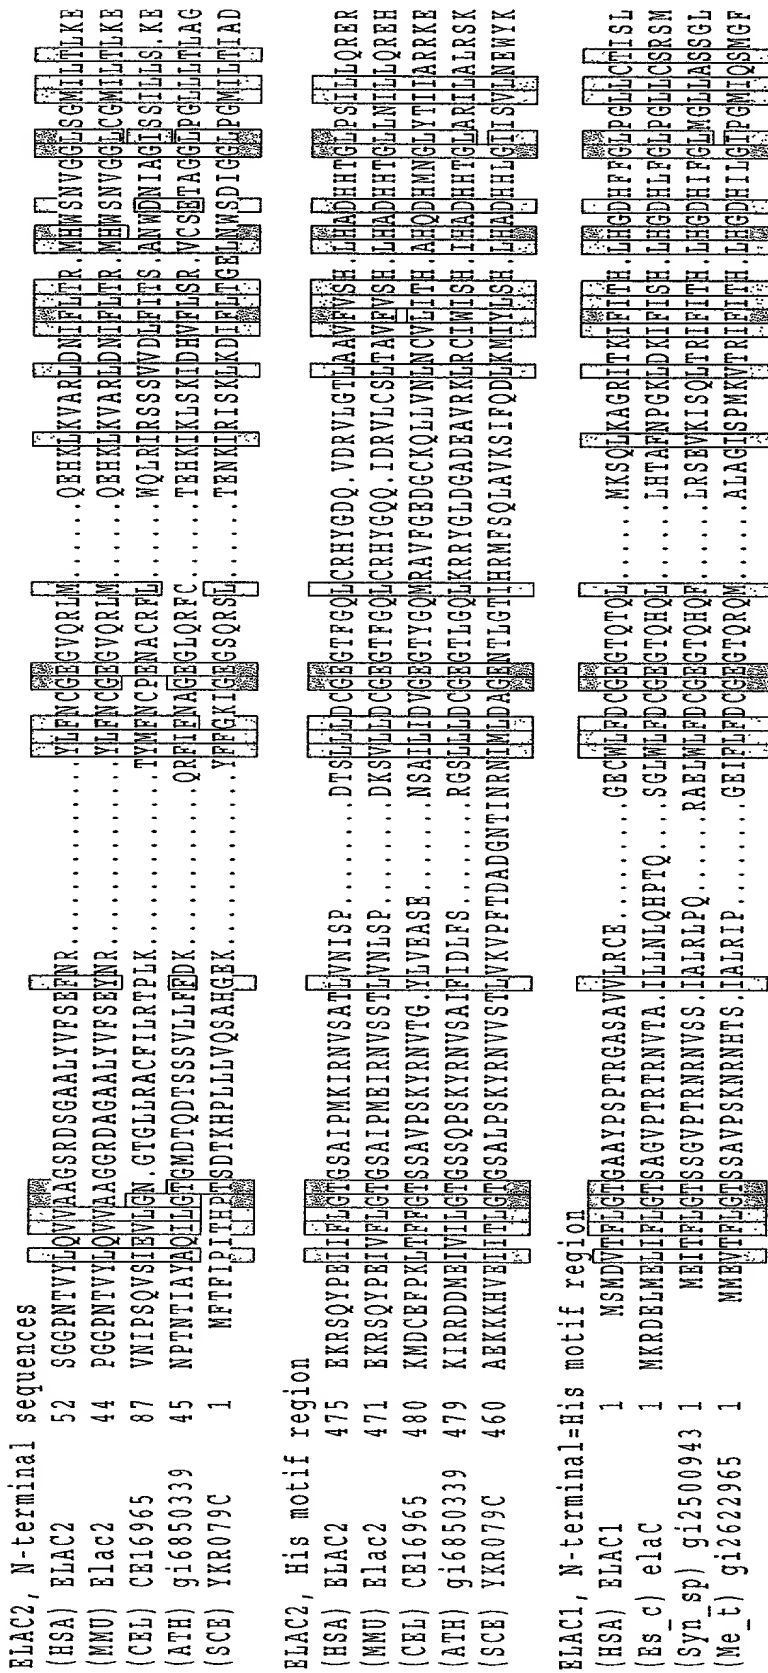 ELAC2, N-terminal sequences
(HSA) ELAC2 52 SGGPNTVYLQVVAAGSRDSGAALYVFSEFNR..................YLFNCGEGVQRLM......QEHKLKVARLDNIFLTR.MHWSNVGGLSGMILTLKE
(MMU) Elac2 44 PGGPNTVYLQVVAAGGRDAGAALYVFSEYNR..................YLFNCGEGVQRLM......QEHKLKVARLDNIFLTR.MHWSNVGGLCGMILTLKE
(CEL) CE16965 87 VNIPSQVSIEVLGN.GTGLLRACFILRTPLK.................TYMFNCPENACRFL......WQLRIRSSSVVDLFITS.ANWDNIAGISSILLS.KE
(ATH) gi6850339 45 NPTNTIAYAQILGTGMDTQDTSSSVLLFFDK................QRFIFNAGEGLQRFC......TEHKIKLSKIDHVFLSR.VCSETAGGLPGLLLTLAG
(SCE) YKR079C 1 MFTFIPITHPTSDTKHPLLLVQSAHGEK..................YFFGKIGEGSQRSL......TENKIRISKLKDIFLTGELNWSDIGGLPGMILTIAD
ELAC2, His motif region
(HSA) ELAC2 475 EKRSQYPEIIFLGTGSAIPMKIRNVSATLVNISP...........DTSLLLDCGEGTFGQLCRHYGDQ.VDRVLGTLAAVFVSH.LHADHHTGLPSILLQRER
(MMU) Elac2 471 EKRSQYPEIVFLGTGSAIPMEIRNVSSTLVNLSP...........DKSVLLDCGEGTFGQLCRHYGQQ.IDRVLCSLTAVFVSH.LHADHHTGLLNILLQREH
(CEL) CE16965 480 KMDCEFPKLTFFGTSSAVPSKYRNVTG.YLVEASE..........NSAILIDVGEGTYGQMRAVFGEDGCKQLLVNLNCVLITH.AHQDHMNGLYTIIARRKE
(ATH) gi6850339 479 KIRRDDMEIVILGTGSSQPSKYRNVSAIFIDLFS...........RGSLLLDCGEGTLGQLKRRYGLDGADEAVRKLRCIWISH.IHADHHTGLARILALRSK
(SCE) YKR079C 460 AEKKKHVEIITLGTGSALPSKYRNVVSTLVKVPFTDADGNTINRNIMLDAGENTLGTIHRMFSQLAVKSIFQDLKMIYLSH.LHADHHLGIISVLNEWYK
ELAC1, N-terminal=His motif region
(HSA) ELAC1 1 MSMDVTFLGTGAAYPSPTRGASAVVLRCE...........GECWLFDCGEGTQTQL......MKSQLKAGRITKIFITH.LHGDHFFGLPGLLCTISL
(Es_c) elaC 1 MKRDELMELIFLGTSAGVPTRTRNVTA.ILLNLQHPTQ......SGLWLFDCGEGTQHQL......LHTAFNPGKLDKIFISH.LHGDHLFGLPGLLCSRSM
(Syn_sp) gi2500943 1 MEITFLGTSSGVPTRNRNVSS.IALRLPQ.........RAELWLFDCGEGTQHQF......LRSEVKISQLTRIFITH.LHGDHIFGLMGLLASSGL
(Me_t) gi2622965 1 MMEVTFLGTSSAVPSKNRNHTS.IALRIP...........GEIFLFDCGEGTQRQM......ALAGISPMKVTRIFITH.LHGDHILGIPGMIQSMGF